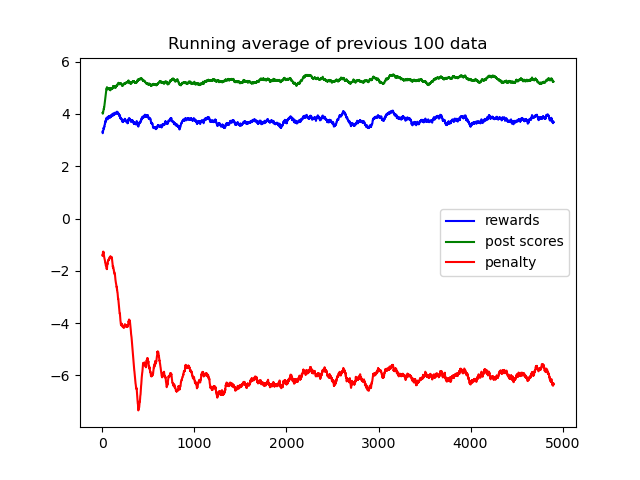 Running average of previous 100 data
6
4
2
0
−2
−4
−6
rewards
post scores
penalty
0 1000 2000 3000 4000 5000